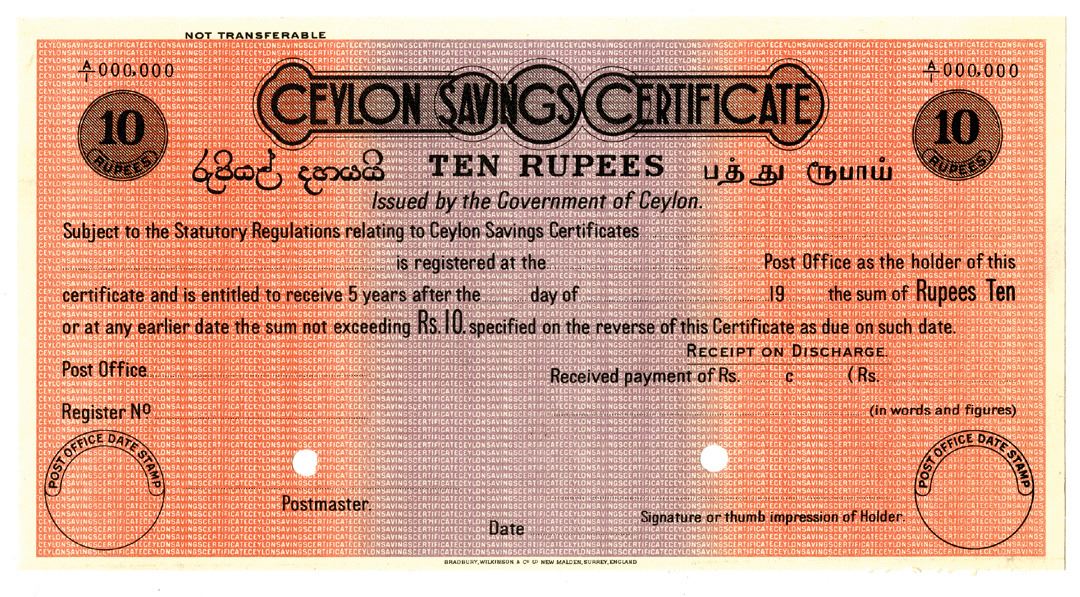 NOT TRANSFERABLE
A/1 000,000 A/1 000,000
CEYLON SAVINGS CERTIFICATE
10 RUPEES 10 RUPEES
රුපියල් දහයයි TEN RUPEES பத்து ரூபாய்
Issued by the Government of Ceylon.
Subject to the Statutory Regulations relating to Ceylon Savings Certificates
is registered at the Post Office as the holder of this
certificate and is entitled to receive 5 years after the day of 19 the sum of Rupees Ten
or at any earlier date the sum not exceeding Rs. 10. specified on the reverse of this Certificate as due on such date.
RECEIPT ON DISCHARGE.
Post Office
Received payment of Rs. c (Rs.
Register Nº (in words and figures)
POST OFFICE DATE STAMP POST OFFICE DATE STAMP
Postmaster.
Signature or thumb impression of Holder.
Date
BRADBURY, WILKINSON & Cº Lᴰ NEW MALDEN, SURREY, ENGLAND